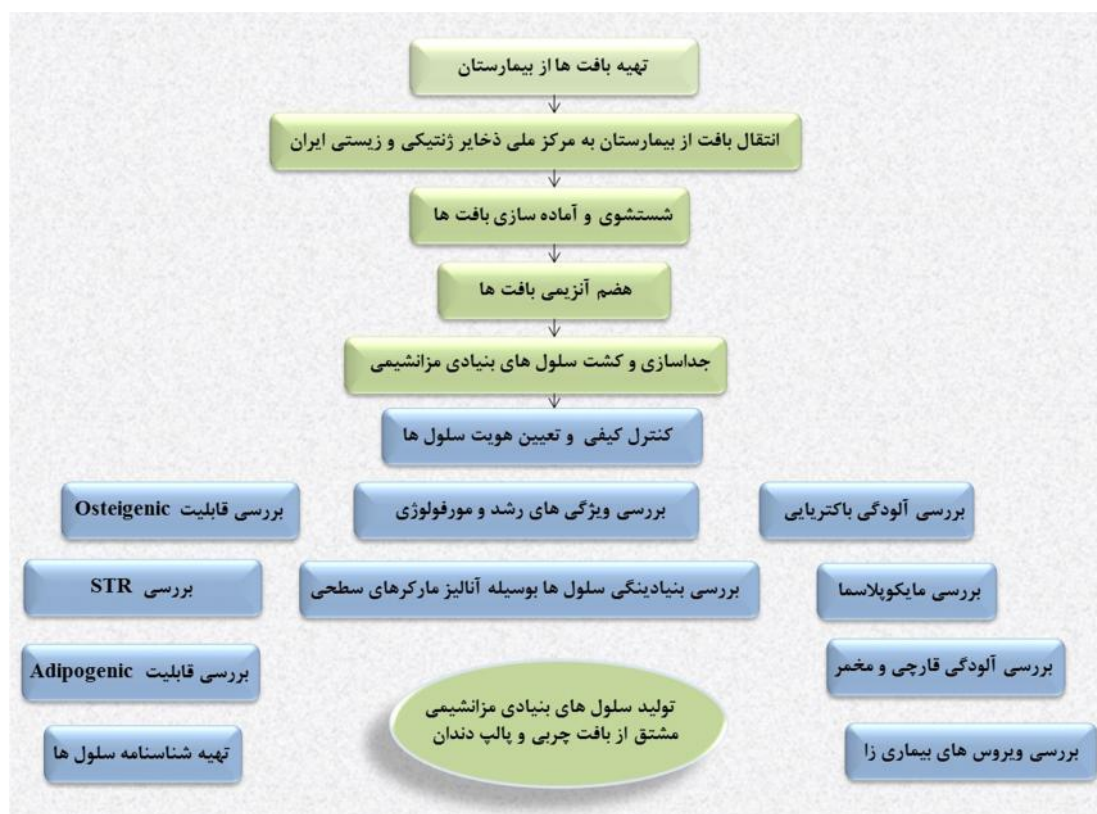 تهیه بافت ها از بیمارستان
انتقال بافت از بیمارستان به مرکز ملی ذخایر ژنتیکی و زیستی ایران
شستشوی و آماده سازی بافت ها
هضم آنزیمی بافت ها
جداسازی و کشت سلول های بنیادی مزانشیمی
کنترل کیفی و تعیین هویت سلول ها
بررسی آلودگی باکتریایی
بررسی ویژگی های رشد و مورفولوژی
بررسی قابلیت Osteigenic
بررسی مایکوپلاسما
بررسی بنیادینگی سلول ها بوسیله آنالیز مارکرهای سطحی
بررسی STR
بررسی آلودگی قارچی و مخمر
بررسی قابلیت Adipogenic
تولید سلول های بنیادی مزانشیمی
مشتق از بافت چربی و پالپ دندان
بررسی ویروس های بیماری زا
تهیه شناسنامه سلول ها